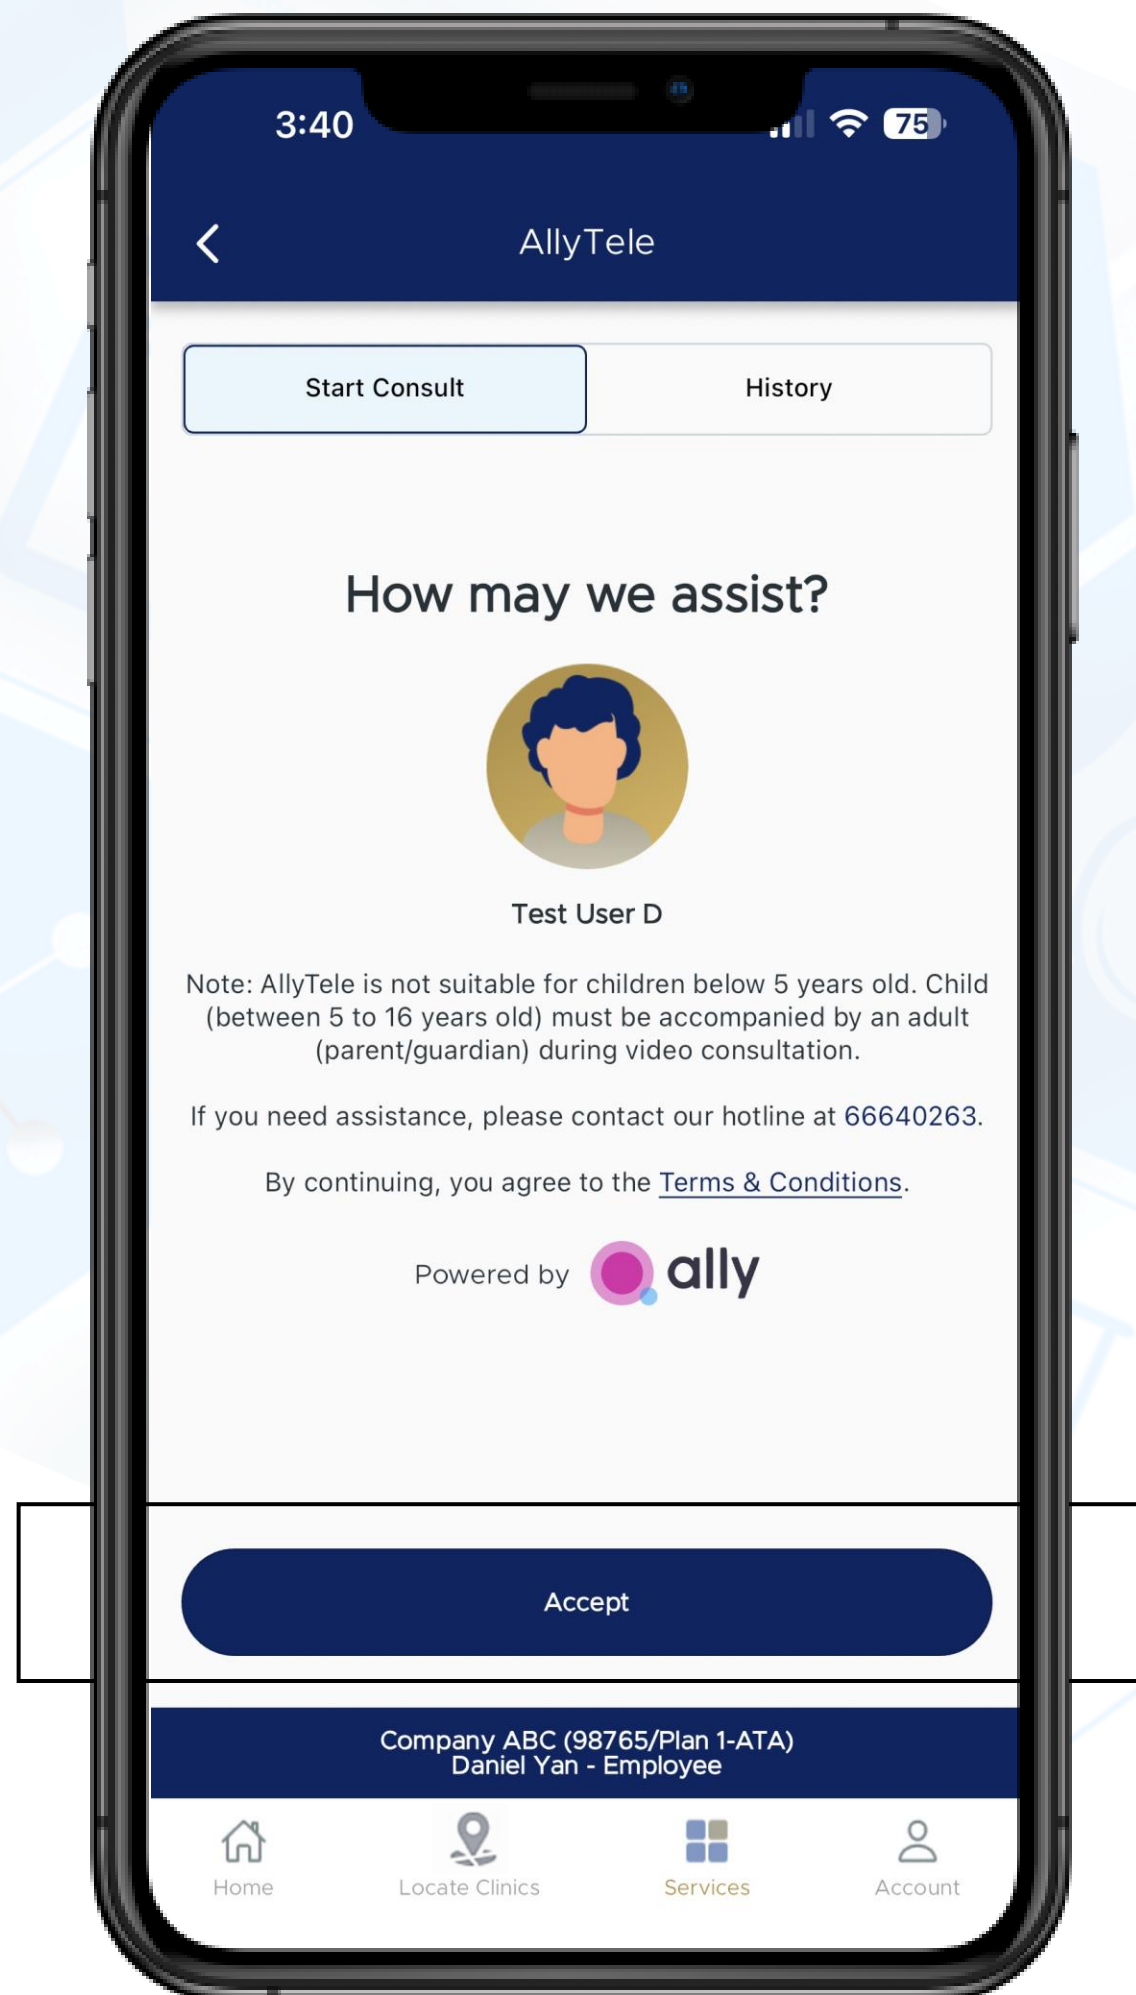 3:40
75
AllyTele
Start Consult
History
How may we assist?
Test User D
Note: AllyTele is not suitable for children below 5 years old. Child
(between 5 to 16 years old) must be accompanied by an adult
(parent/guardian) during video consultation.
If you need assistance, please contact our hotline at 66640263.
By continuing, you agree to the Terms & Conditions.
Powered by ally
Accept
Company ABC (98765/Plan 1-ATA)
Daniel Yan - Employee
Home
Locate Clinics
Services
Account